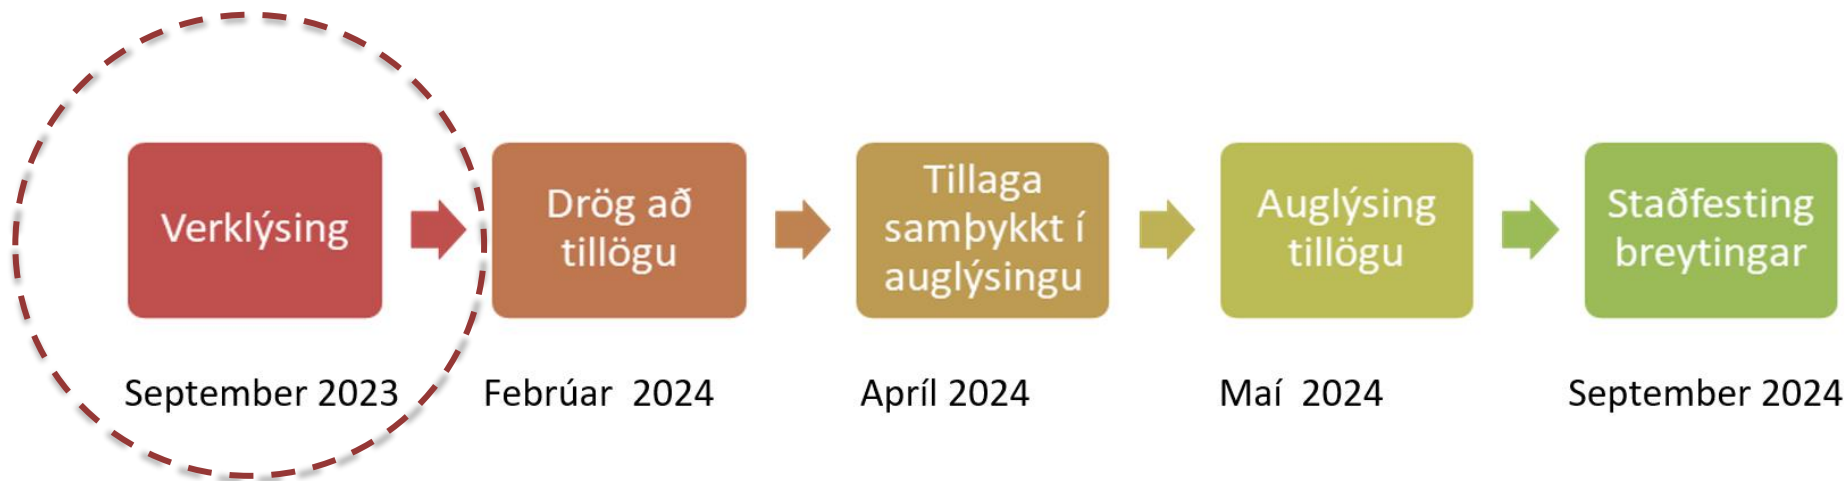 Verklýsing
Drög að
tillögu
Tillaga
samþykkt í
auglýsingu
Auglýsing
tillögu
Staðfesting
breytingar
September 2023
Febrúar 2024
Apríl 2024
Maí 2024
September 2024